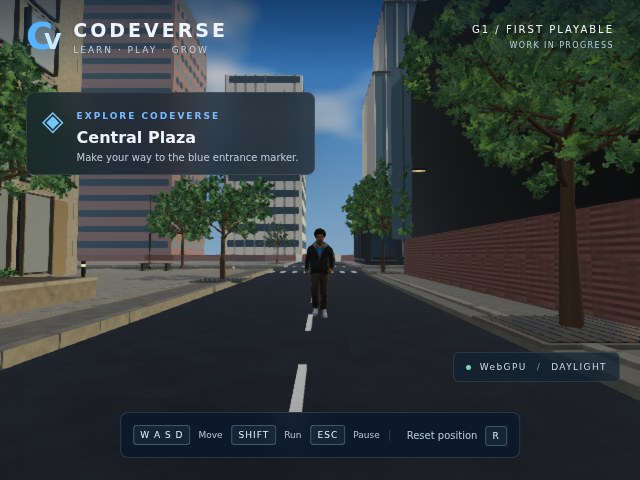 Cv CODEVERSE
LEARN · PLAY · GROW
G1 / FIRST PLAYABLE
WORK IN PROGRESS
EXPLORE CODEVERSE
Central Plaza
Make your way to the blue entrance marker.
WebGPU / DAYLIGHT
W A S D Move SHIFT Run ESC Pause Reset position R